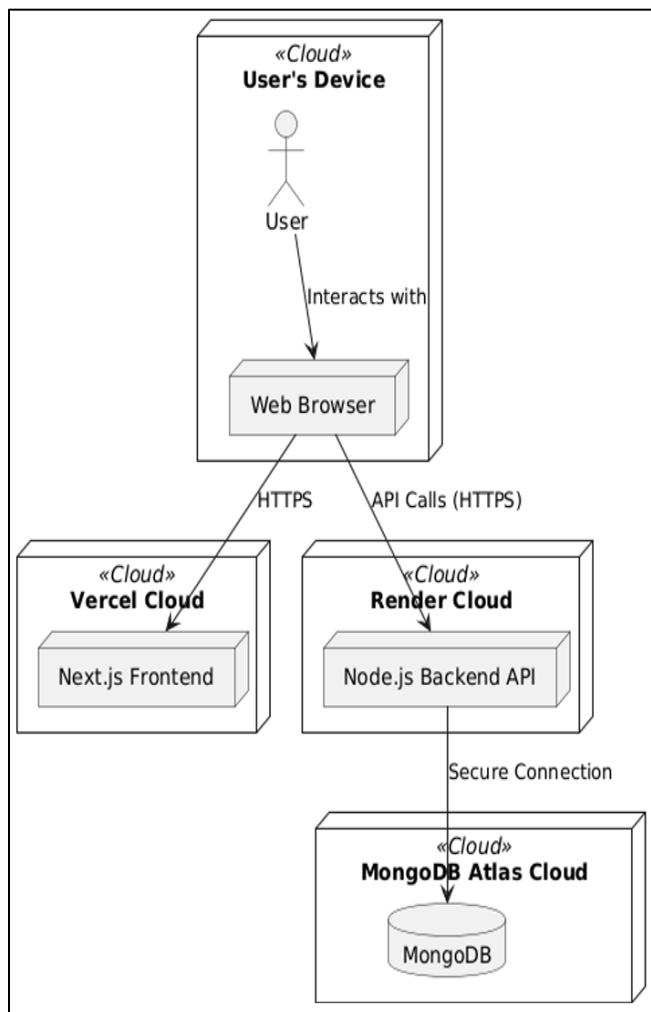 «Cloud»
User's Device
User
Interacts with
Web Browser
HTTPS
API Calls (HTTPS)
«Cloud»
Vercel Cloud
Next.js Frontend
«Cloud»
Render Cloud
Node.js Backend API
Secure Connection
«Cloud»
MongoDB Atlas Cloud
MongoDB